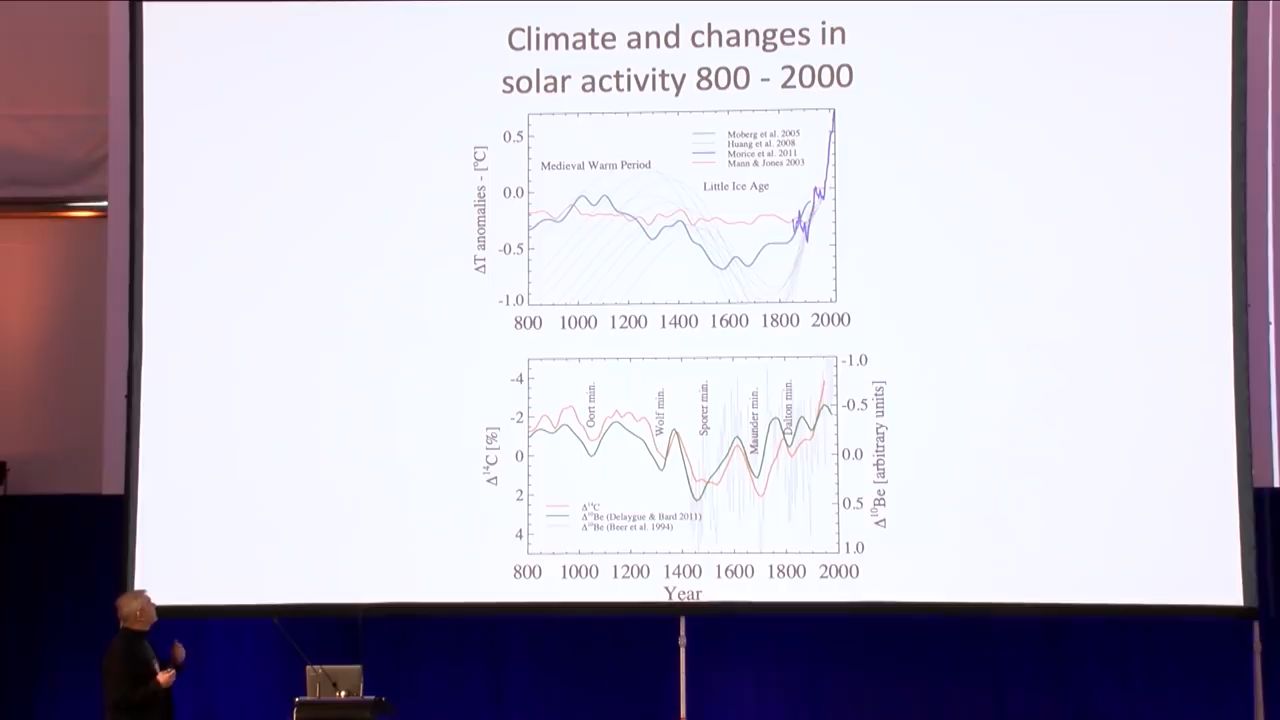 Climate and changes in
solar activity 800 - 2000
Moberg et al. 2005
Huang et al. 2008
Morice et al. 2011
Mann & Jones 2003
Medieval Warm Period
Little Ice Age
ΔT anomalies - [°C]
0.5
0.0
-0.5
-1.0
800 1000 1200 1400 1600 1800 2000
Oort min.
Wolf min.
Sporer min.
Maunder min.
Dalton min.
Δ¹⁴C [%]
-4
-2
0
2
4
-1.0
-0.5
0.0
0.5
1.0
Δ¹⁰Be [arbitrary units]
Δ¹⁴C
Δ¹⁰Be (Delaygue & Bard 2011)
Δ¹⁰Be (Beer et al. 1994)
800 1000 1200 1400 1600 1800 2000
Year